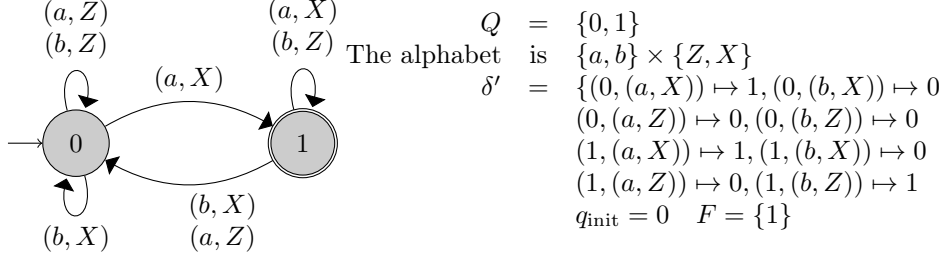 (a, Z)
(b, Z)
(a, X)
(b, Z)
(a, X)
0
1
(b, X)
(b, X)
(a, Z)
Q = {0, 1}
The alphabet is {a, b} × {Z, X}
δ′ = {(0, (a, X)) ↦ 1, (0, (b, X)) ↦ 0
(0, (a, Z)) ↦ 0, (0, (b, Z)) ↦ 0
(1, (a, X)) ↦ 1, (1, (b, X)) ↦ 0
(1, (a, Z)) ↦ 0, (1, (b, Z)) ↦ 1
q_init = 0 F = {1}